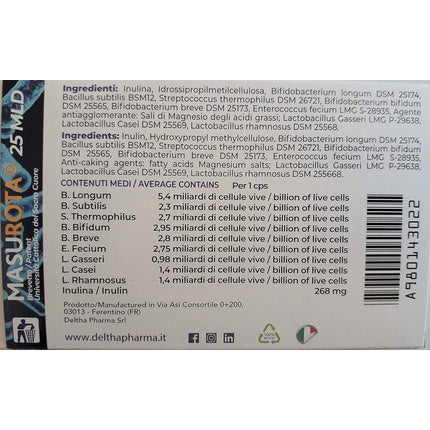 Ingredienti: Inulina, Idrossipropilmetilcellulosa, Bifidobacterium longum DSM 25174,
Bacillus subtilis BSM12, Streptococcus thermophilus DSM 26721, Bifidobacterium bifidum
DSM 25565, Bifidobacterium breve DSM 25173, Enterococcus fecium LMG S-28935, Agente
antiagglomerante: Sali di Magnesio degli acidi grassi; Lactobacillus Gasseri LMG P-29638,
Lactobacillus Casei DSM 25569, Lactobacillus rhamnosus DSM 25568.
Ingredients: Inulin, Hydroxypropyl methylcellulose, Bifidobacterium longum DSM 25174,
Bacillus subtilis BSM12, Streptococcus thermophilus DSM 26721, Bifidobacterium bifidum
DSM 25565, Bifidobacterium breve DSM 25173, Enterococcus fecium LMG S-28935,
Anti-caking agents: fatty acids Magnesium salts; Lactobacillus Gasseri LMG P-29638,
Lactobacillus Casei DSM 25569, Lactobacillus rhamnosus DSM 255668.
CONTENUTI MEDI / AVERAGE CONTAINS Per 1 cps
B. Longum 5,4 miliardi di cellule vive / billion of live cells
B. Subtilis 2,3 miliardi di cellule vive / billion of live cells
S. Thermophilus 2,7 miliardi di cellule vive / billion of live cells
B. Bifidum 2,95 miliardi di cellule vive / billion of live cells
B. Breve 2,8 miliardi di cellule vive / billion of live cells
E. Fecium 2,75 miliardi di cellule vive / billion of live cells
L. Gasseri 0,98 miliardi di cellule vive / billion of live cells
L. Casei 1,4 miliardi di cellule vive / billion of live cells
L. Rhamnosus 1,4 miliardi di cellule vive / billion of live cells
Inulina / Inulin 268 mg
Prodotto/Manufactured in Via Asi Consortile 0+200,
03013 - Ferentino (FR)
Deltha Pharma Srl
www.delthapharma.it
MASUROTA® 25 MLD
Brevetto / Patent
Università Cattolica del Sacro Cuore
A980143022